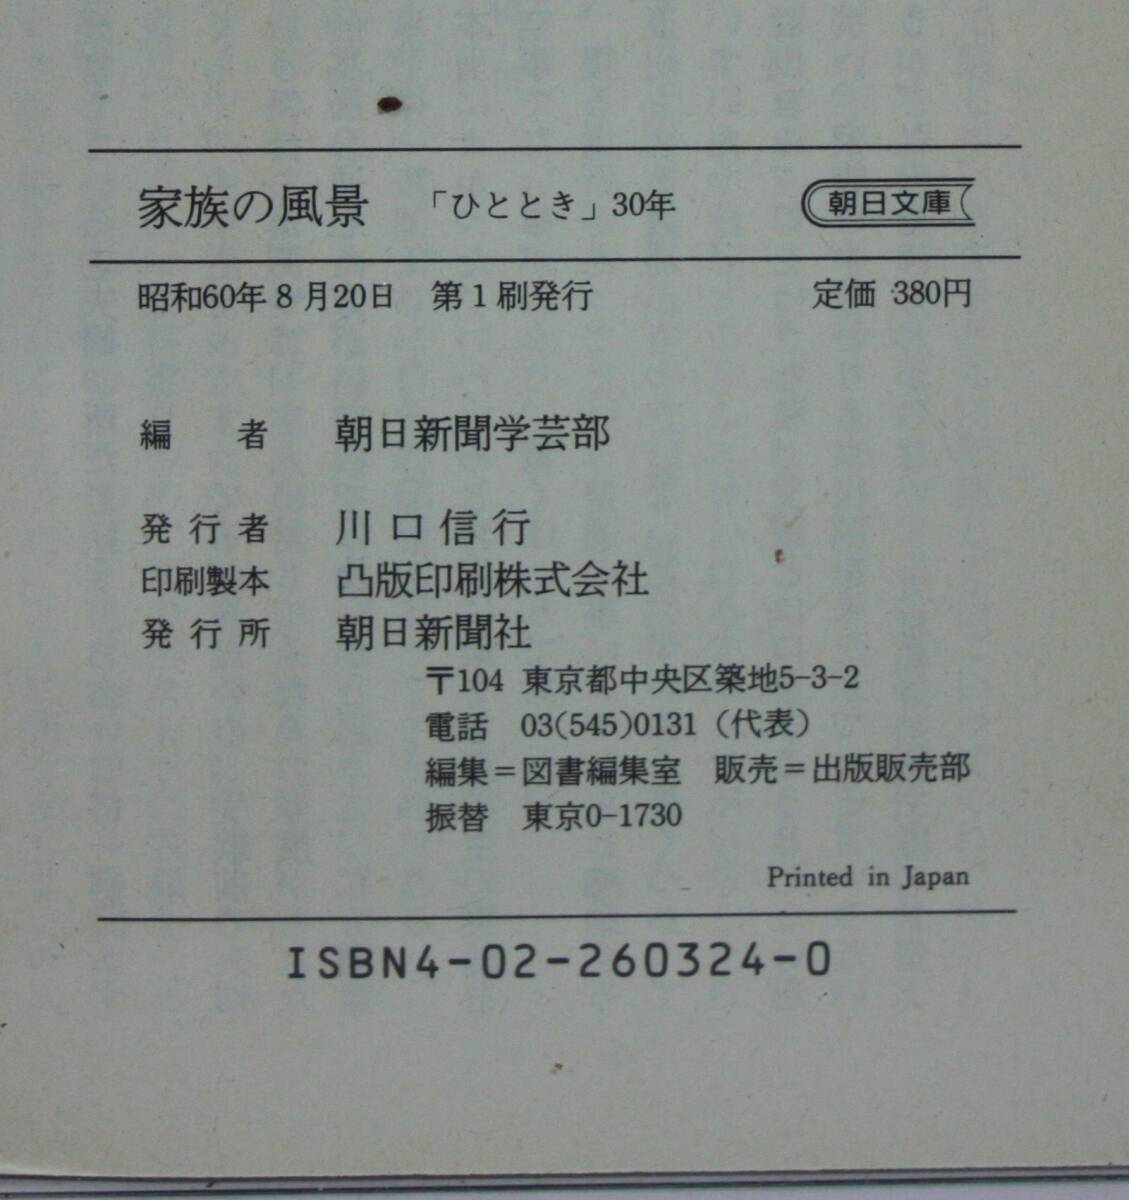 家族の風景 「ひととき」30年 朝日文庫
昭和60年8月20日 第1刷発行 定価 380円
編者 朝日新聞学芸部
発行者 川口信行
印刷製本 凸版印刷株式会社
発行所 朝日新聞社
〒104 東京都中央区築地5-3-2
電話 03(545)0131（代表）
編集＝図書編集室 販売＝出版販売部
振替 東京0-1730
Printed in Japan
ISBN4-02-260324-0